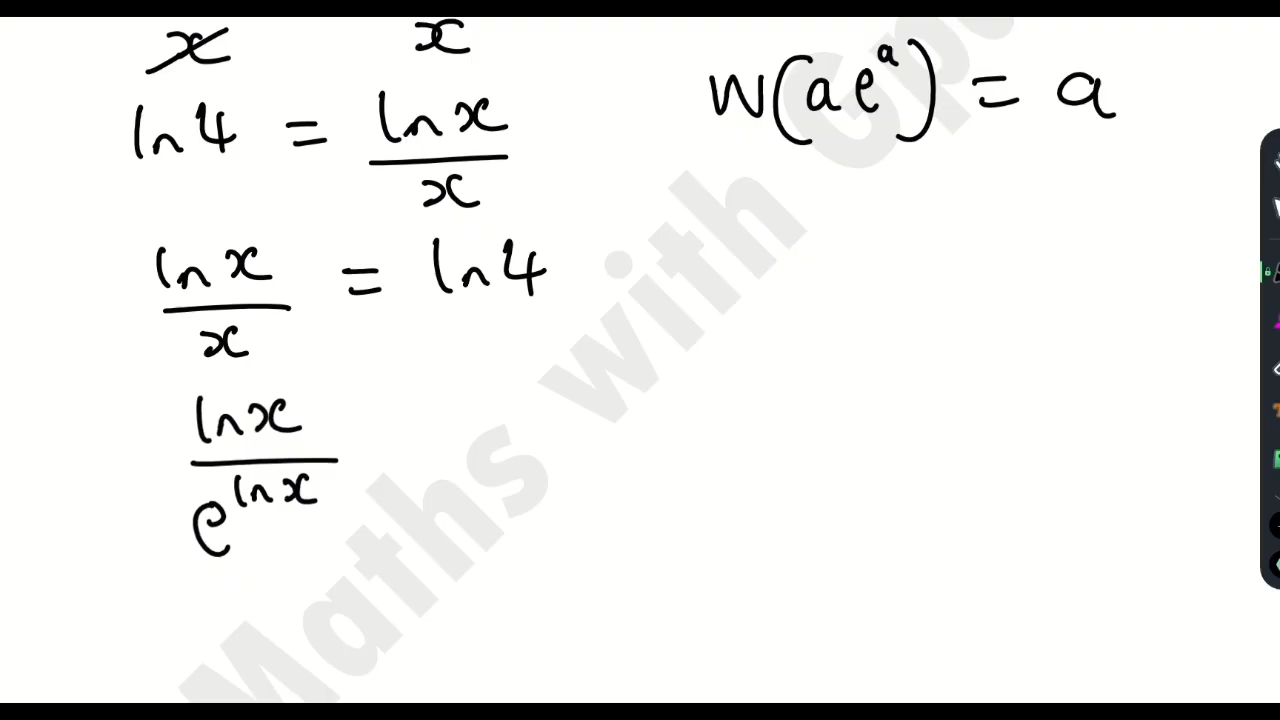 x x
ln4 = lnx/x
lnx/x = ln4
lnx/e^lnx
W(ae^a) = a
Maths with